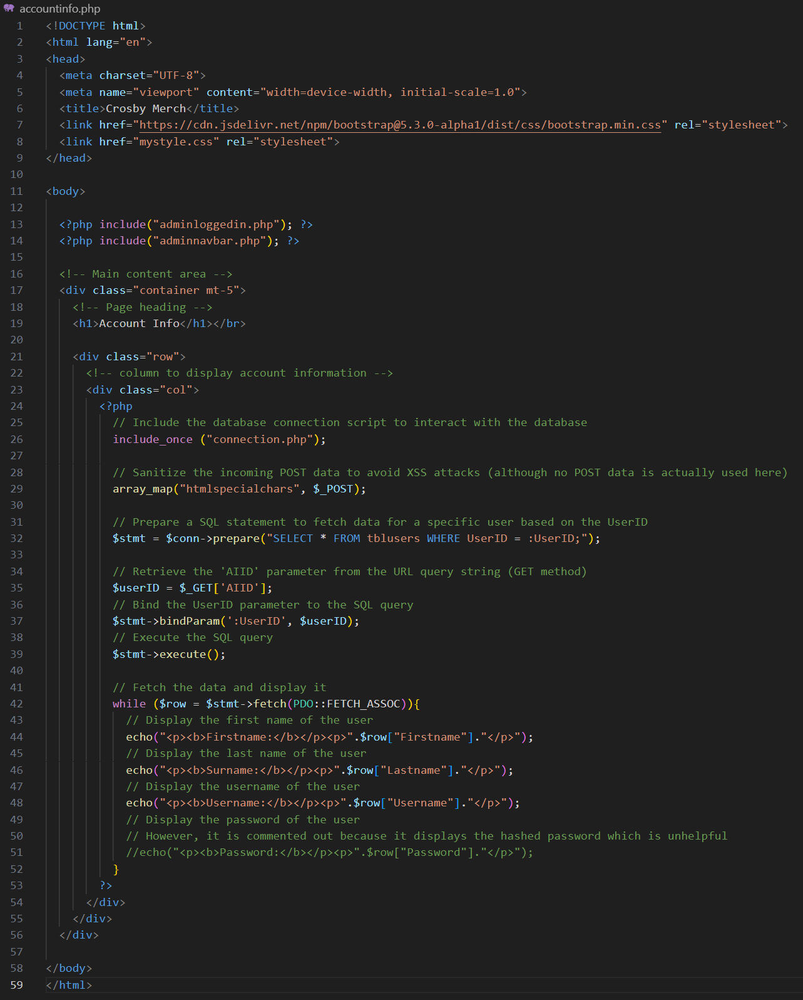 accountinfo.php
1 <!DOCTYPE html>
2 <html lang="en">
3 <head>
4   <meta charset="UTF-8">
5   <meta name="viewport" content="width=device-width, initial-scale=1.0">
6   <title>Crosby Merch</title>
7   <link href="https://cdn.jsdelivr.net/npm/bootstrap@5.3.0-alpha1/dist/css/bootstrap.min.css" rel="stylesheet">
8   <link href="mystyle.css" rel="stylesheet">
9 </head>
10
11 <body>
12
13   <?php include("adminloggedin.php"); ?>
14   <?php include("adminnavbar.php"); ?>
15
16   <!-- Main content area -->
17   <div class="container mt-5">
18     <!-- Page heading -->
19     <h1>Account Info</h1></br>
20
21     <div class="row">
22       <!-- column to display account information -->
23       <div class="col">
24         <?php
25           // Include the database connection script to interact with the database
26           include_once ("connection.php");
27
28           // Sanitize the incoming POST data to avoid XSS attacks (although no POST data is actually used here)
29           array_map("htmlspecialchars", $_POST);
30
31           // Prepare a SQL statement to fetch data for a specific user based on the UserID
32           $stmt = $conn->prepare("SELECT * FROM tblusers WHERE UserID = :UserID;");
33
34           // Retrieve the 'AIID' parameter from the URL query string (GET method)
35           $userID = $_GET['AIID'];
36           // Bind the UserID parameter to the SQL query
37           $stmt->bindParam(':UserID', $userID);
38           // Execute the SQL query
39           $stmt->execute();
40
41           // Fetch the data and display it
42           while ($row = $stmt->fetch(PDO::FETCH_ASSOC)){
43             // Display the first name of the user
44             echo("<p><b>Firstname:</b></p><p>".$row["Firstname"]."</p>");
45             // Display the last name of the user
46             echo("<p><b>Surname:</b></p><p>".$row["Lastname"]."</p>");
47             // Display the username of the user
48             echo("<p><b>Username:</b></p><p>".$row["Username"]."</p>");
49             // Display the password of the user
50             // However, it is commented out because it displays the hashed password which is unhelpful
51             //echo("<p><b>Password:</b></p><p>".$row["Password"]."</p>");
52           }
53         ?>
54       </div>
55     </div>
56   </div>
57
58 </body>
59 </html>